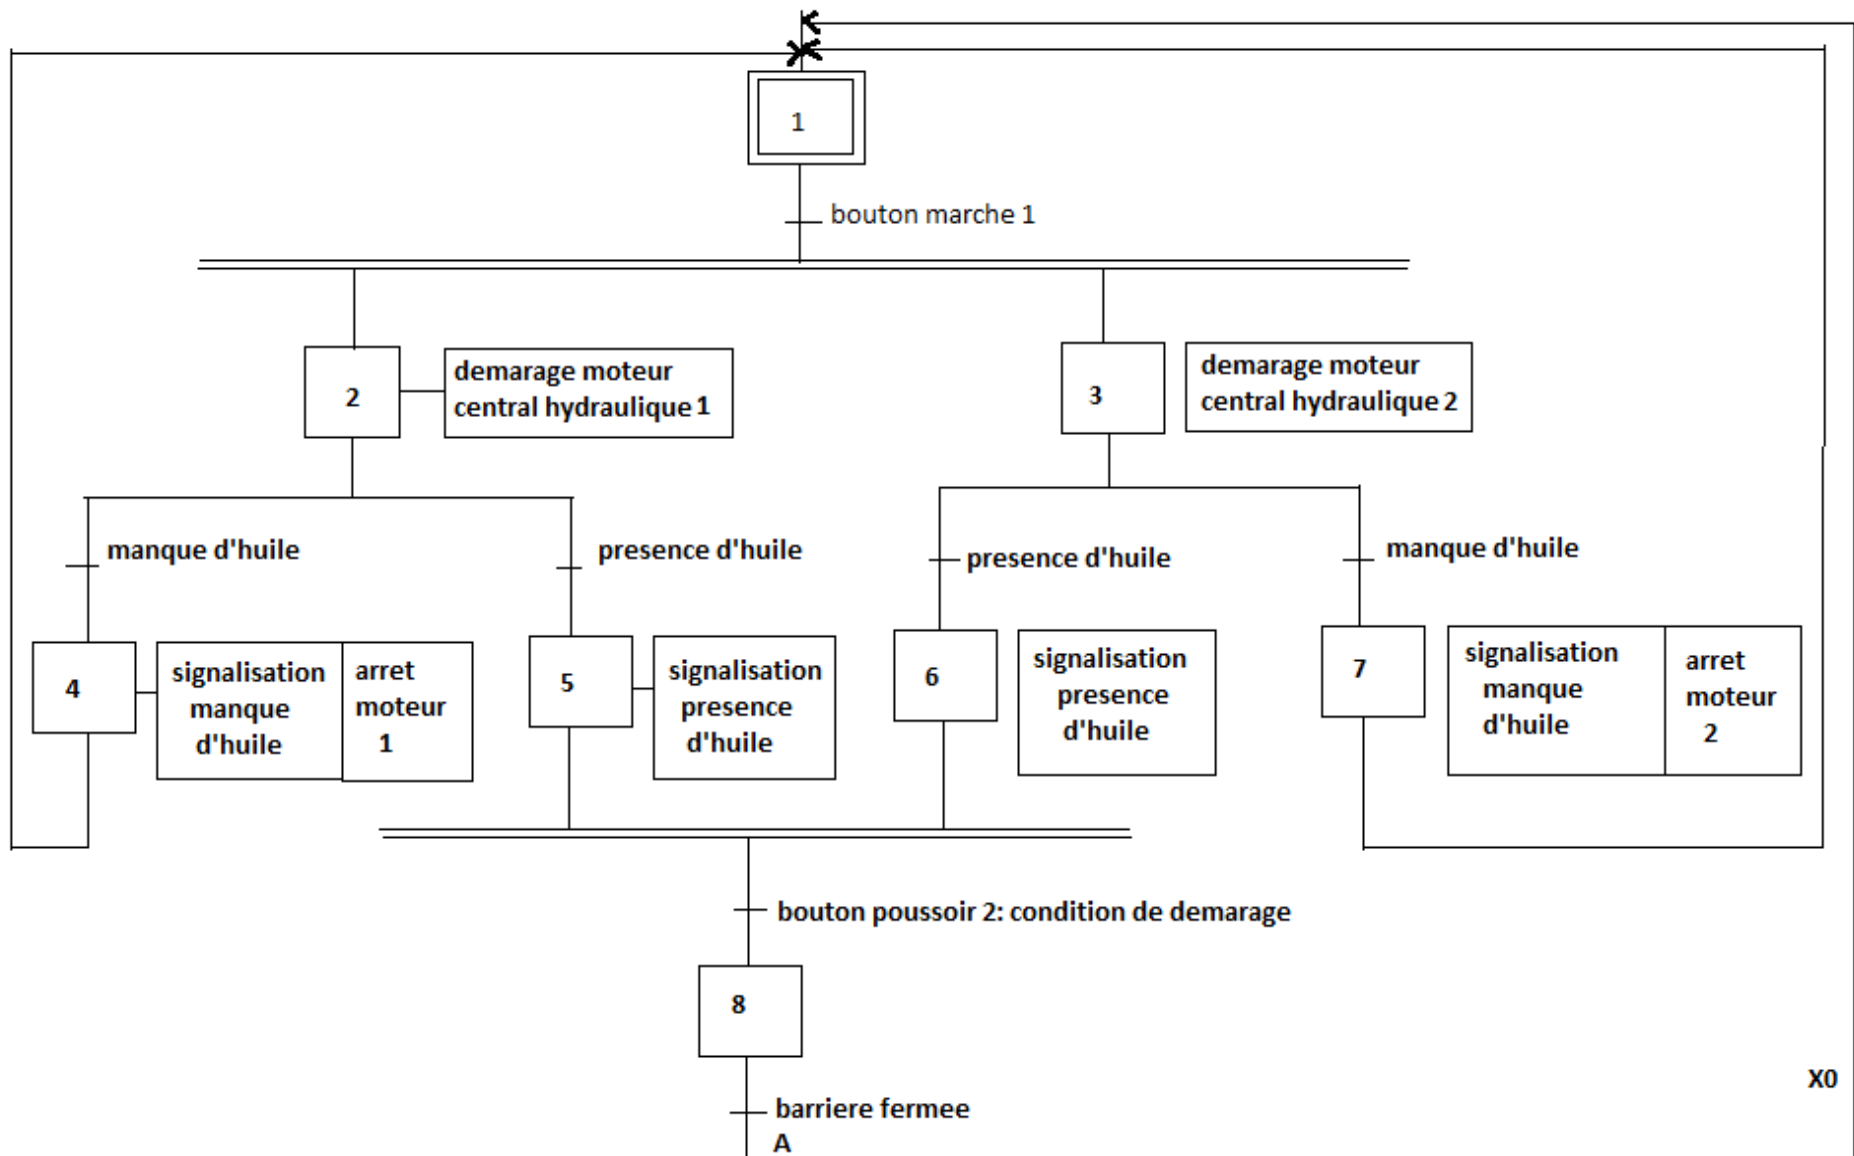 1
bouton marche 1
2
demarage moteur
central hydraulique 1
3
demarage moteur
central hydraulique 2
manque d'huile
presence d'huile
presence d'huile
manque d'huile
4
signalisation
manque
d'huile
arret
moteur
1
5
signalisation
presence
d'huile
6
signalisation
presence
d'huile
7
signalisation
manque
d'huile
arret
moteur
2
bouton poussoir 2: condition de demarage
8
X0
barriere fermee
A